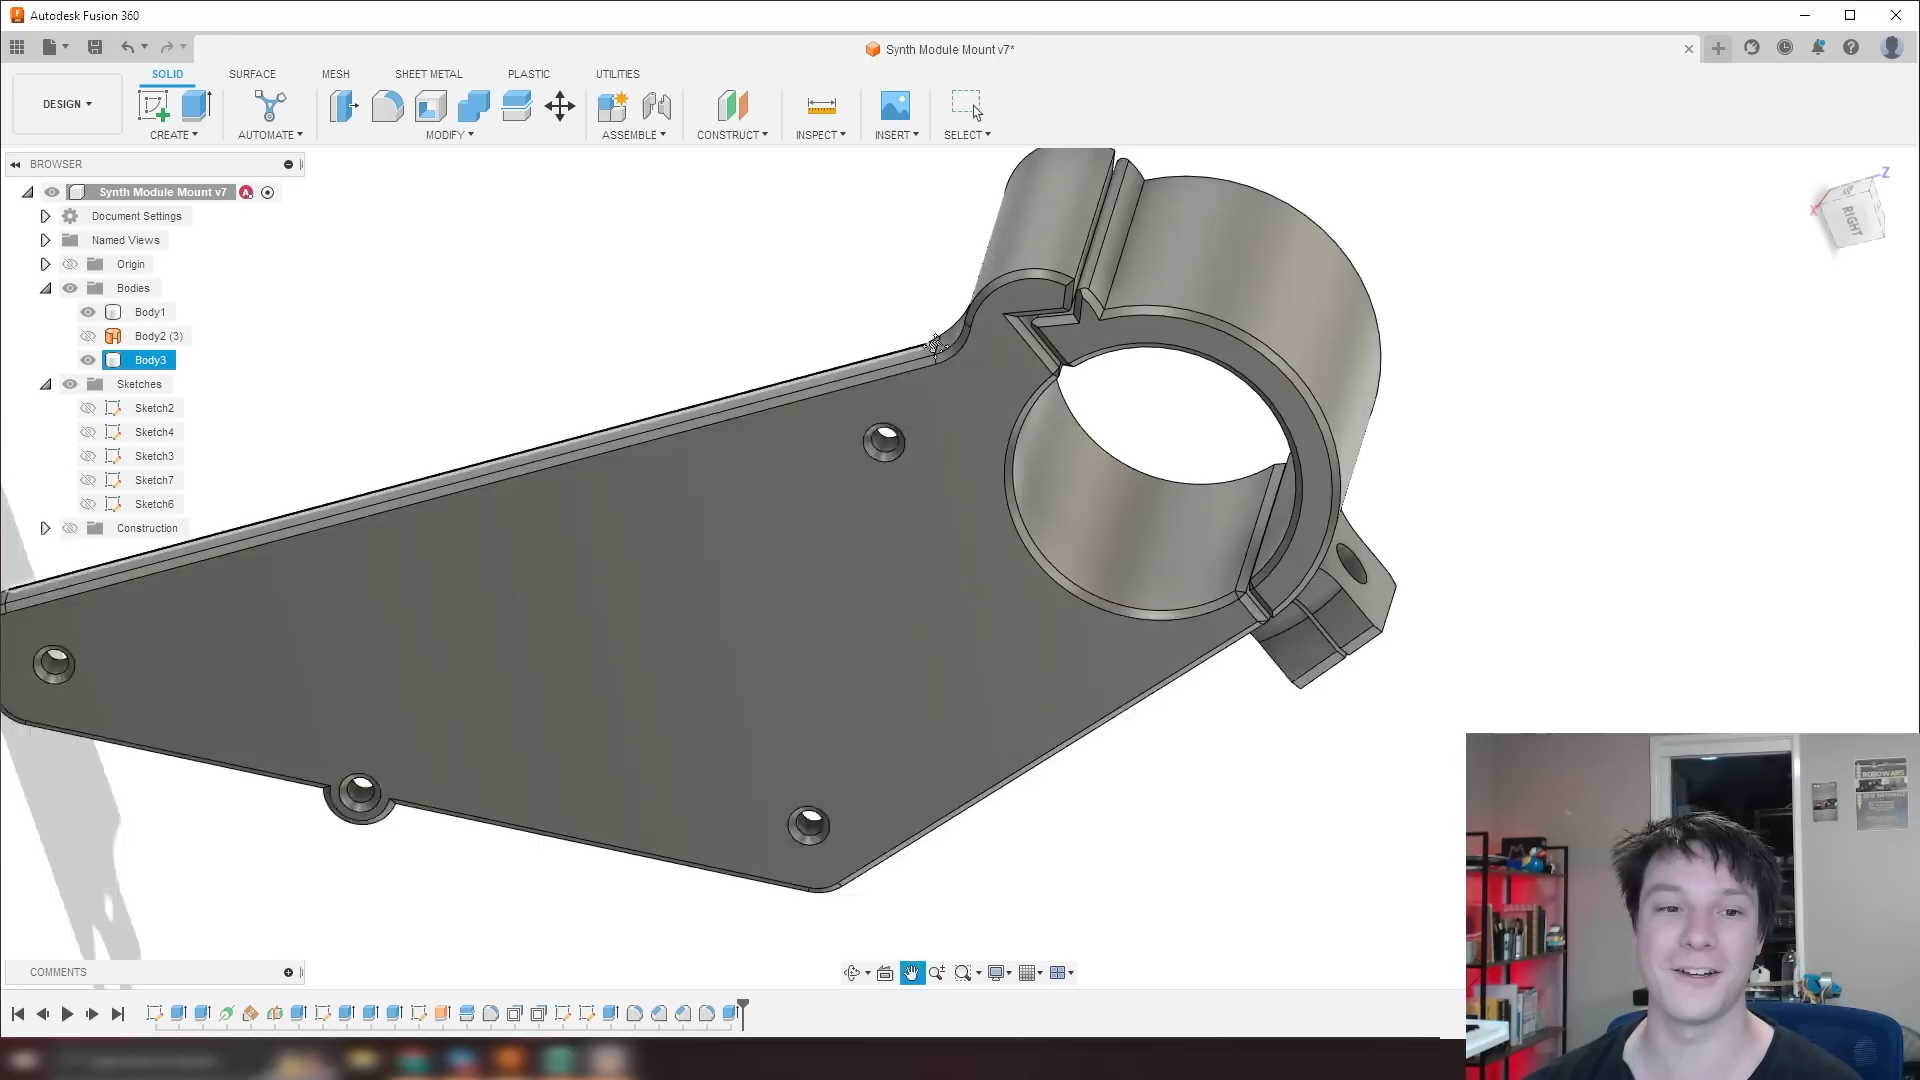 Autodesk Fusion 360
Synth Module Mount v7*
DESIGN
SOLID
SURFACE
MESH
SHEET METAL
PLASTIC
UTILITIES
CREATE
AUTOMATE
MODIFY
ASSEMBLE
CONSTRUCT
INSPECT
INSERT
SELECT
BROWSER
Synth Module Mount v7
A
Document Settings
Named Views
Origin
Bodies
Body1
Body2 (3)
Body3
Sketches
Sketch2
Sketch4
Sketch3
Sketch7
Sketch6
Construction
Z
X
RIGHT
ROBOWARS
COMMENTS